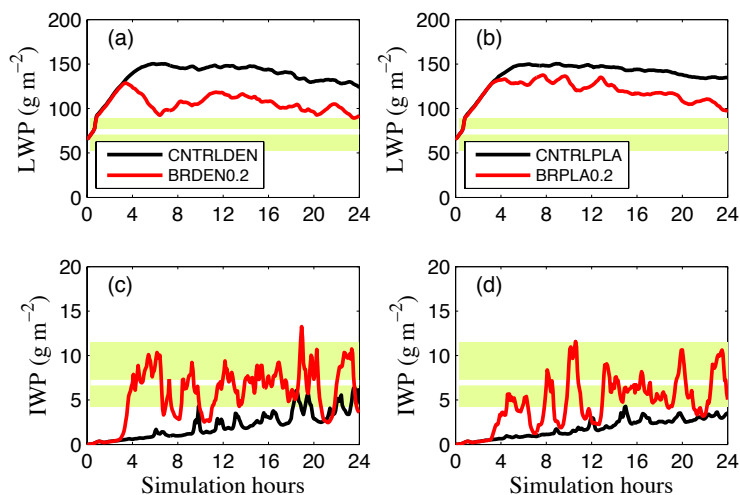 (a)
LWP (g m−2)
200
150
100
50
0
CNTRLDEN
BRDEN0.2
0 4 8 12 16 20 24
(b)
LWP (g m−2)
200
150
100
50
0
CNTRLPLA
BRPLA0.2
0 4 8 12 16 20 24
(c)
IWP (g m−2)
20
15
10
5
0
0 4 8 12 16 20 24
Simulation hours
(d)
IWP (g m−2)
20
15
10
5
0
0 4 8 12 16 20 24
Simulation hours